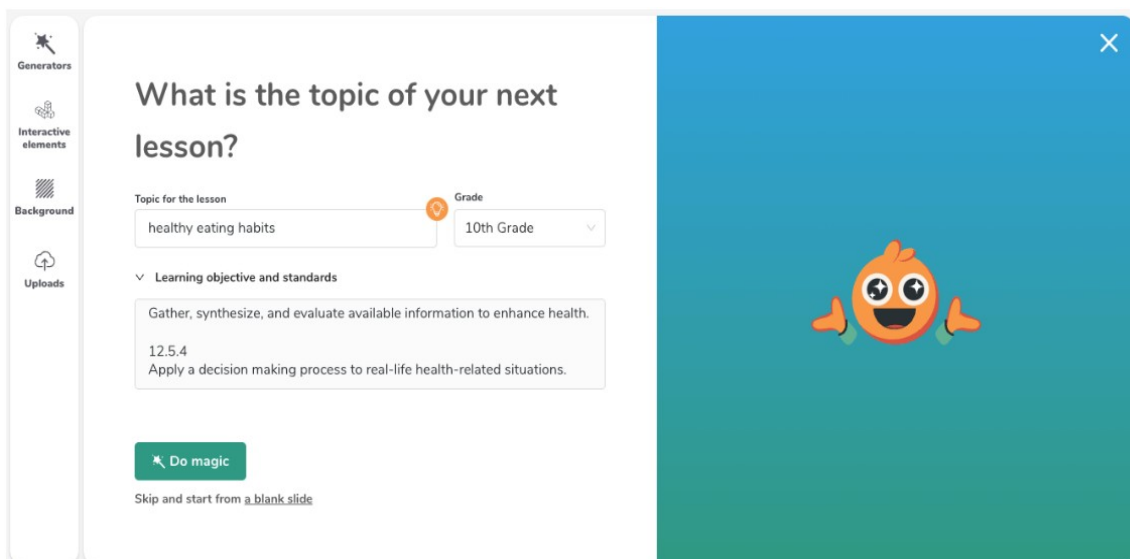 Generators
Interactive
elements
Background
Uploads
What is the topic of your next
lesson?
Topic for the lesson
Grade
healthy eating habits
10th Grade
Learning objective and standards
Gather, synthesize, and evaluate available information to enhance health.
12.5.4
Apply a decision making process to real-life health-related situations.
Do magic
Skip and start from a blank slide